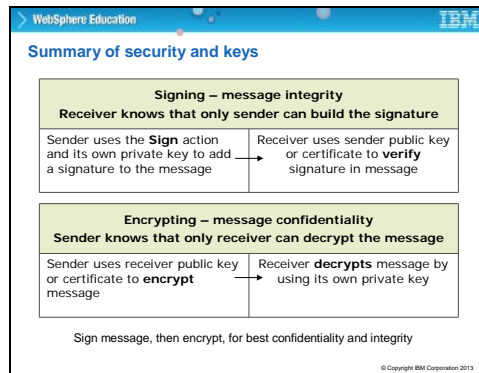 WebSphere Education
IBM
Summary of security and keys
Signing – message integrity
Receiver knows that only sender can build the signature
Sender uses the Sign action
and its own private key to add
a signature to the message
Receiver uses sender public key
or certificate to verify
signature in message
Encrypting – message confidentiality
Sender knows that only receiver can decrypt the message
Sender uses receiver public key
or certificate to encrypt
message
Receiver decrypts message by
using its own private key
Sign message, then encrypt, for best confidentiality and integrity
© Copyright IBM Corporation 2013